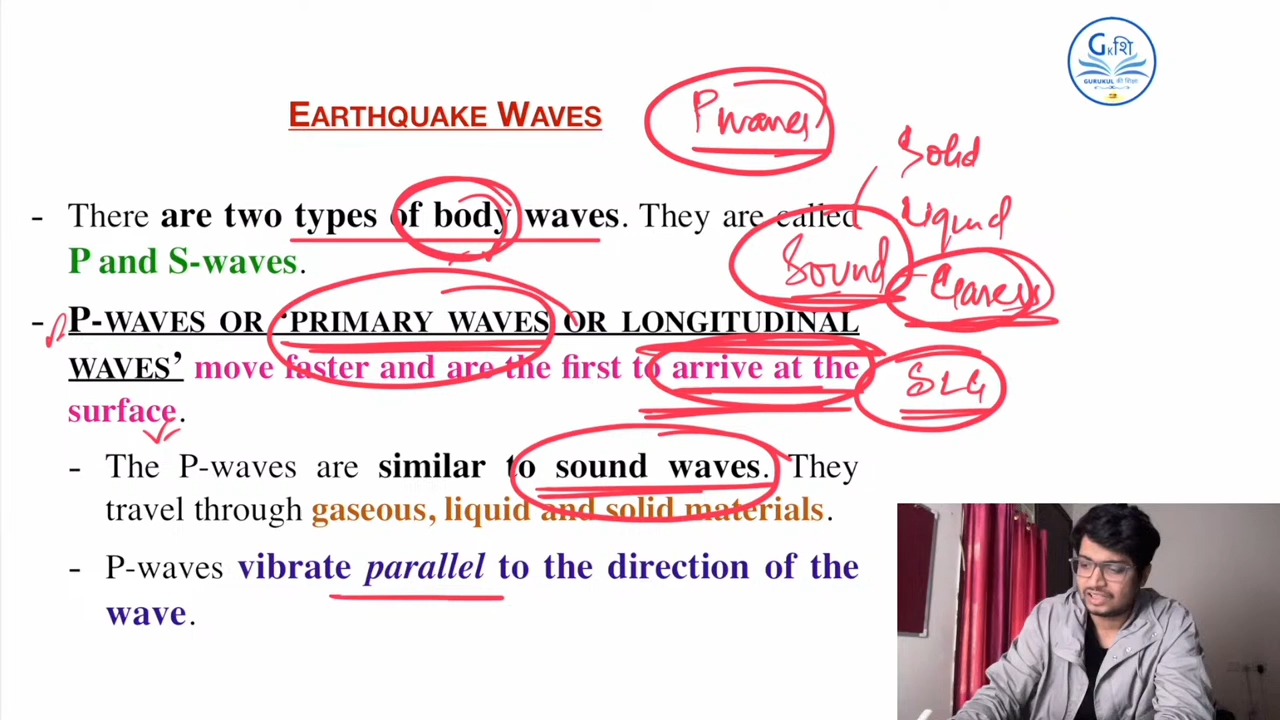 GKशि
GURUKUL की शिक्षा
EARTHQUAKE WAVES
P waves
Solid
Liquid
Sound
- There are two types of body waves. They are called
P and S-waves.
- P-WAVES OR 'PRIMARY WAVES OR LONGITUDINAL
WAVES' move faster and are the first to arrive at the
surface.
SLG
- The P-waves are similar to sound waves. They
travel through gaseous, liquid and solid materials.
- P-waves vibrate parallel to the direction of the
wave.